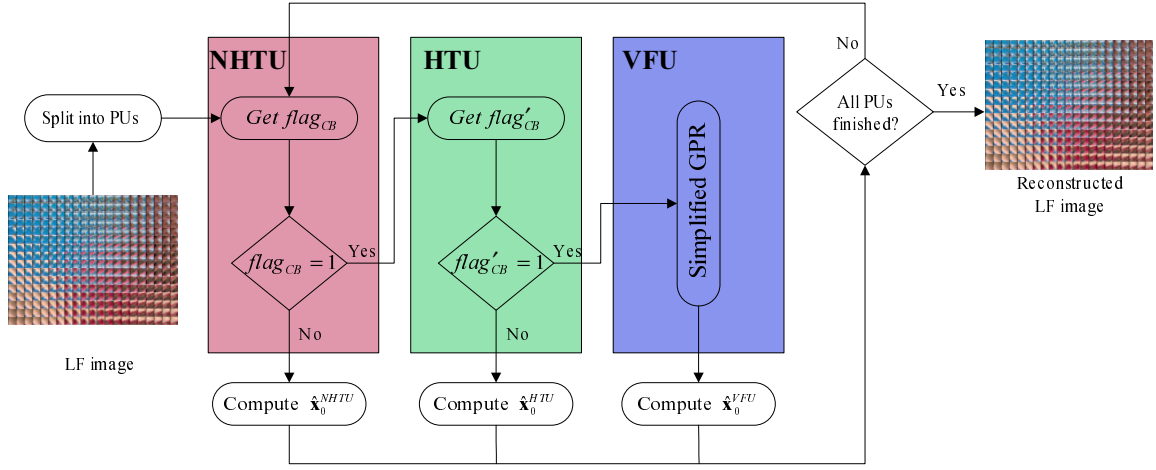 NHTU
HTU
VFU
No
Split into PUs
Get flag_CB
Get flag'_CB
Simplified GPR
All PUs
finished?
Yes
Reconstructed
LF image
flag_CB = 1
Yes
flag'_CB = 1
Yes
No
No
LF image
Compute x̂_0^NHTU
Compute x̂_0^HTU
Compute x̂_0^VFU